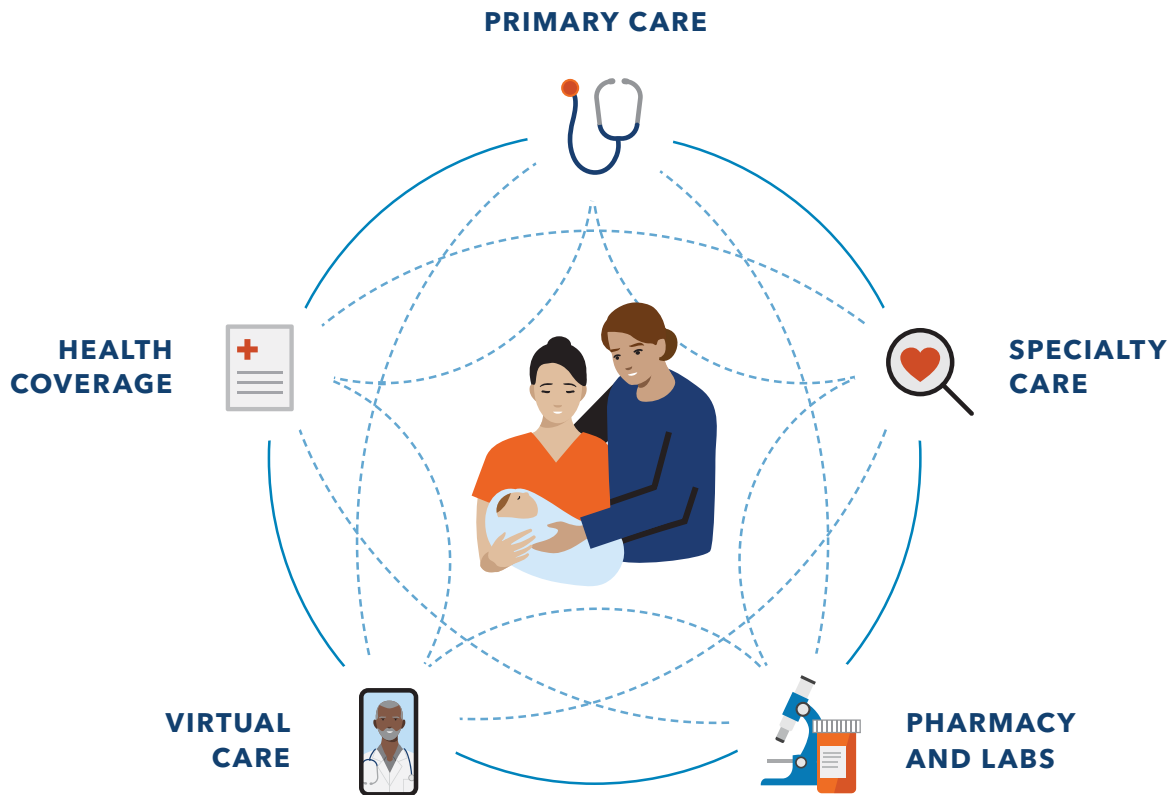 PRIMARY CARE
HEALTH
COVERAGE
SPECIALTY
CARE
VIRTUAL
CARE
PHARMACY
AND LABS